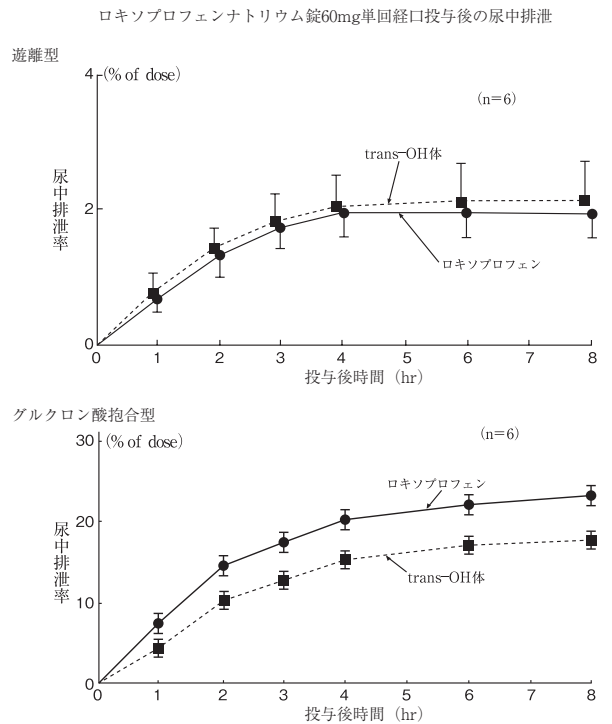 ロキソプロフェンナトリウム錠60mg単回経口投与後の尿中排泄
遊離型
4
(% of dose)
(n=6)
trans−OH体
尿中排泄率
2
ロキソプロフェン
0
0 1 2 3 4 5 6 7 8
投与後時間 (hr)
グルクロン酸抱合型
30
(% of dose)
(n=6)
ロキソプロフェン
20
尿中排泄率
trans−OH体
10
0
0 1 2 3 4 5 6 7 8
投与後時間 (hr)